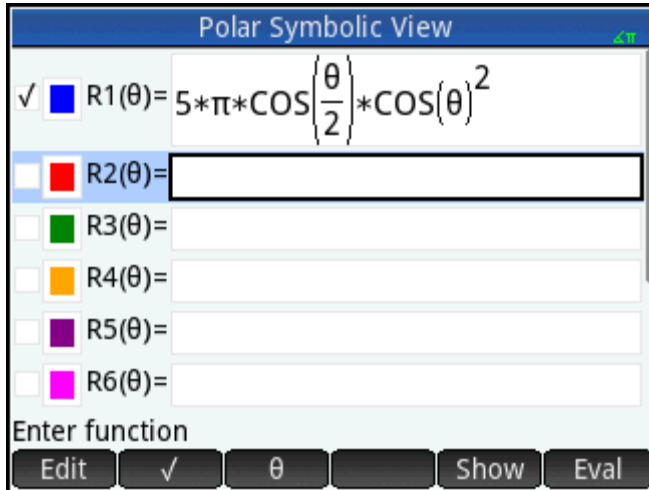 Polar Symbolic View
∡π
√ R1(θ)= 5*π*COS(θ/2)*COS(θ)²
R2(θ)=
R3(θ)=
R4(θ)=
R5(θ)=
R6(θ)=
Enter function
Edit √ θ Show Eval